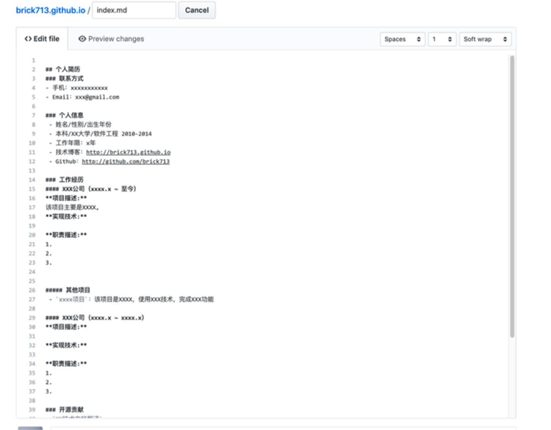 brick713.github.io / index.md Cancel
Edit file Preview changes Spaces 1 Soft wrap
1
2 ## 个人简历
3 ### 联系方式
4 - 手机：xxxxxxxxxxx
5 - Email：xxx@gmail.com
6
7 ### 个人信息
8 - 姓名/性别/出生年份
9 - 本科/XX大学/软件工程 2010-2014
10 - 工作年限：x年
11 - 技术博客：http://brick713.github.io
12 - Github：http://github.com/brick713
13
14 ### 工作经历
15 #### XXX公司（xxxx.x ~ 至今）
16 **项目描述:**
17 该项目主要是XXXX。
18 **实现技术:**
19
20 **职责描述:**
21 1.
22 2.
23 3.
24
25
26 ##### 其他项目
27 - `xxxx项目`: 该项目是XXXX、使用XXX技术、完成XXX功能
28
29 #### XXX公司（xxxx.x ~ xxxx.x）
30 **项目描述:**
31
32 **实现技术:**
33
34 **职责描述:**
35 1.
36 2.
37 3.
38
39 ### 开源贡献